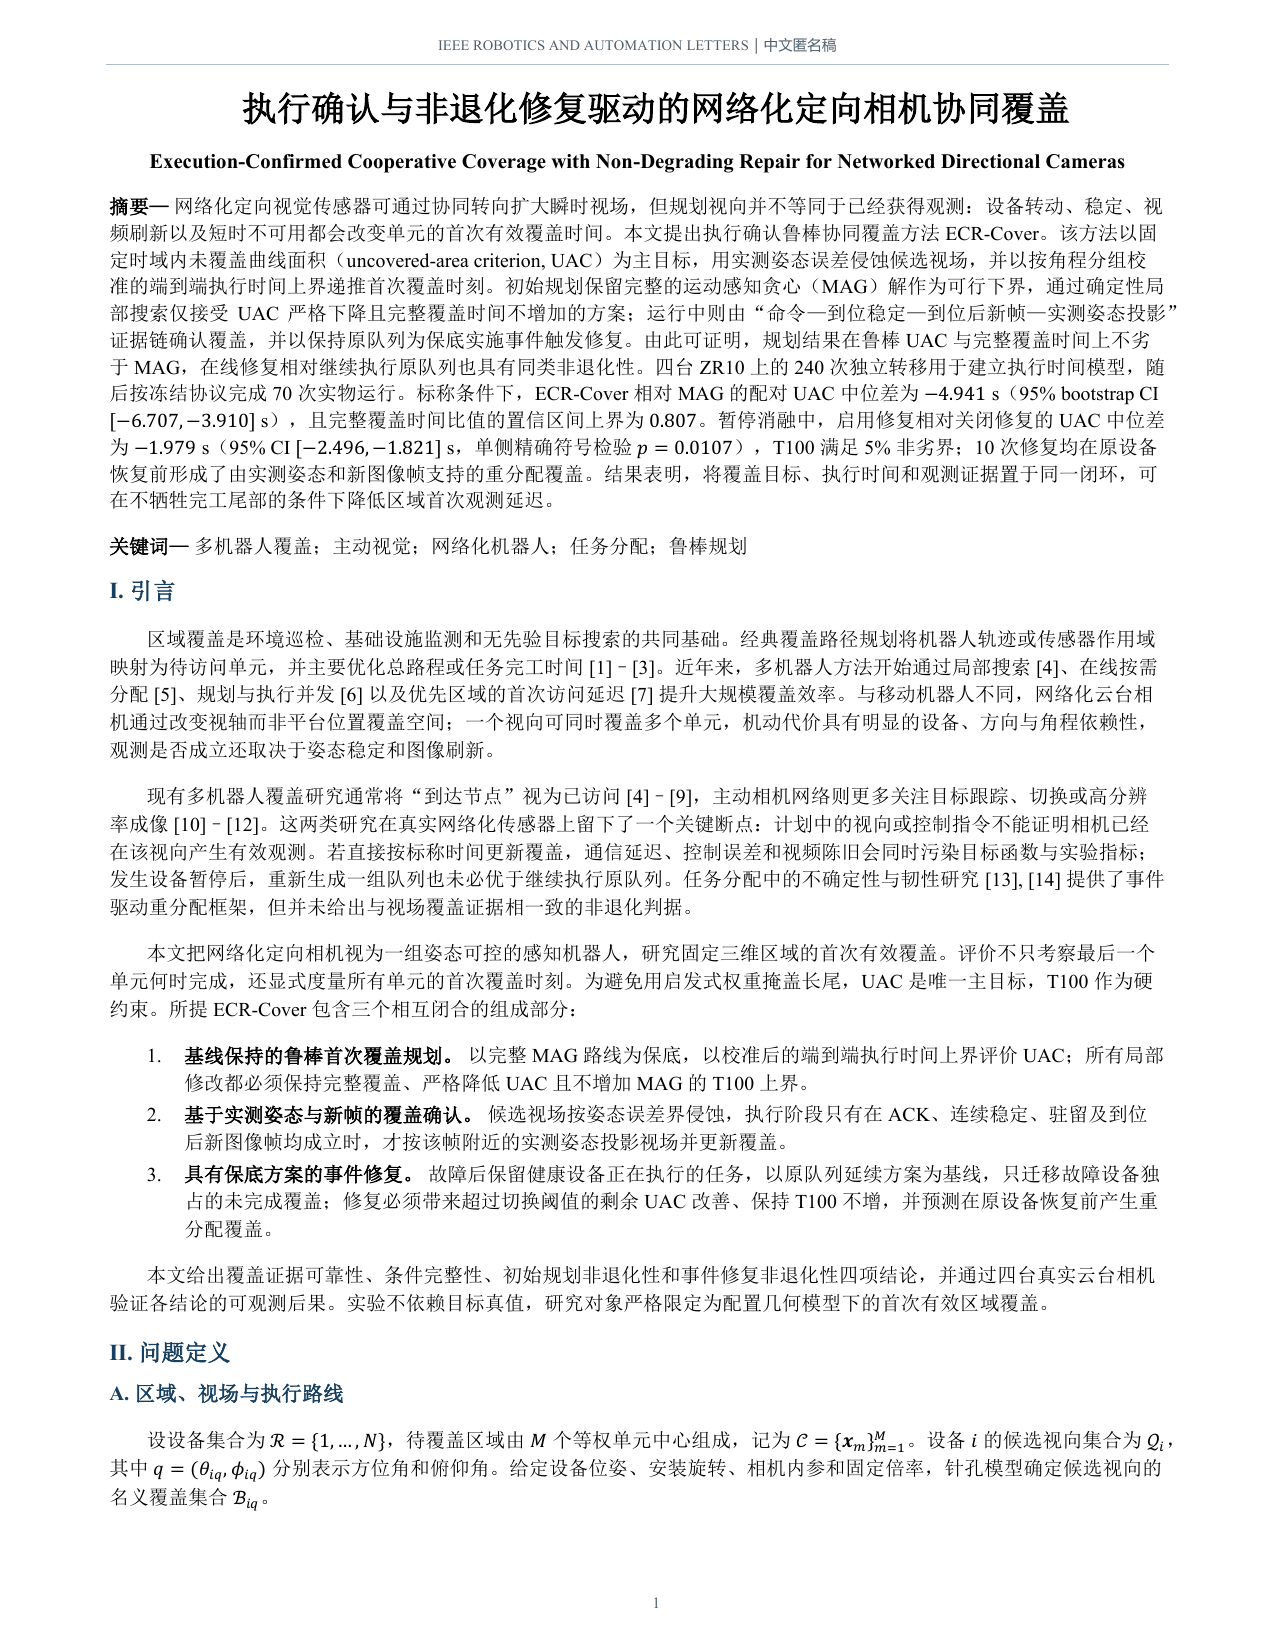 IEEE ROBOTICS AND AUTOMATION LETTERS | 中文匿名稿
执行确认与非退化修复驱动的网络化定向相机协同覆盖
Execution-Confirmed Cooperative Coverage with Non-Degrading Repair for Networked Directional Cameras
摘要— 网络化定向视觉传感器可通过协同转向扩大瞬时视场，但规划视向并不等同于已经获得观测：设备转动、稳定、视
频刷新以及短时不可用都会改变单元的首次有效覆盖时间。本文提出执行确认鲁棒协同覆盖方法 ECR-Cover。该方法以固
定时域内未覆盖曲线面积（uncovered-area criterion, UAC）为主目标，用实测姿态误差侵蚀候选视场，并以按角程分组校
准的端到端执行时间上界递推首次覆盖时刻。初始规划保留完整的运动感知贪心（MAG）解作为可行下界，通过确定性局
部搜索仅接受 UAC 严格下降且完整覆盖时间不增加的方案；运行中则由“命令—到位稳定—到位后新帧—实测姿态投影”
证据链确认覆盖，并以保持原队列为保底实施事件触发修复。由此可证明，规划结果在鲁棒 UAC 与完整覆盖时间上不劣
于 MAG，在线修复相对继续执行原队列也具有同类非退化性。四台 ZR10 上的 240 次独立转移用于建立执行时间模型，随
后按冻结协议完成 70 次实物运行。标称条件下，ECR-Cover 相对 MAG 的配对 UAC 中位差为 −4.941 s（95% bootstrap CI
[−6.707, −3.910] s），且完整覆盖时间比值的置信区间上界为 0.807。暂停消融中，启用修复相对关闭修复的 UAC 中位差
为 −1.979 s（95% CI [−2.496, −1.821] s，单侧精确符号检验 p = 0.0107），T100 满足 5% 非劣界；10 次修复均在原设备
恢复前形成了由实测姿态和新图像帧支持的重分配覆盖。结果表明，将覆盖目标、执行时间和观测证据置于同一闭环，可
在不牺牲完工尾部的条件下降低区域首次观测延迟。
关键词— 多机器人覆盖；主动视觉；网络化机器人；任务分配；鲁棒规划
I. 引言
区域覆盖是环境巡检、基础设施监测和无先验目标搜索的共同基础。经典覆盖路径规划将机器人轨迹或传感器作用域
映射为待访问单元，并主要优化总路程或任务完工时间 [1]–[3]。近年来，多机器人方法开始通过局部搜索 [4]、在线按需
分配 [5]、规划与执行并发 [6] 以及优先区域的首次访问延迟 [7] 提升大规模覆盖效率。与移动机器人不同，网络化云台相
机通过改变视轴而非平台位置覆盖空间；一个视向可同时覆盖多个单元，机动代价具有明显的设备、方向与角程依赖性，
观测是否成立还取决于姿态稳定和图像刷新。
现有多机器人覆盖研究通常将“到达节点”视为已访问 [4]–[9]，主动相机网络则更多关注目标跟踪、切换或高分辨
率成像 [10]–[12]。这两类研究在真实网络化传感器上留下了一个关键断点：计划中的视向或控制指令不能证明相机已经
在该视向产生有效观测。若直接按标称时间更新覆盖，通信延迟、控制误差和视频陈旧会同时污染目标函数与实验指标；
发生设备暂停后，重新生成一组队列也未必优于继续执行原队列。任务分配中的不确定性与韧性研究 [13], [14] 提供了事件
驱动重分配框架，但并未给出与视场覆盖证据相一致的非退化判据。
本文把网络化定向相机视为一组姿态可控的感知机器人，研究固定三维区域的首次有效覆盖。评价不只考察最后一个
单元何时完成，还显式度量所有单元的首次覆盖时刻。为避免用启发式权重掩盖长尾，UAC 是唯一主目标，T100 作为硬
约束。所提 ECR-Cover 包含三个相互闭合的组成部分：
1. 基线保持的鲁棒首次覆盖规划。 以完整 MAG 路线为保底，以校准后的端到端执行时间上界评价 UAC；所有局部
修改都必须保持完整覆盖、严格降低 UAC 且不增加 MAG 的 T100 上界。
2. 基于实测姿态与新帧的覆盖确认。 候选视场按姿态误差界侵蚀，执行阶段只有在 ACK、连续稳定、驻留及到位
后新图像帧均成立时，才按该帧附近的实测姿态投影视场并更新覆盖。
3. 具有保底方案的事件修复。 故障后保留健康设备正在执行的任务，以原队列延续方案为基线，只迁移故障设备独
占的未完成覆盖；修复必须带来超过切换阈值的剩余 UAC 改善、保持 T100 不增，并预测在原设备恢复前产生重
分配覆盖。
本文给出覆盖证据可靠性、条件完整性、初始规划非退化性和事件修复非退化性四项结论，并通过四台真实云台相机
验证各结论的可观测后果。实验不依赖目标真值，研究对象严格限定为配置几何模型下的首次有效区域覆盖。
II. 问题定义
A. 区域、视场与执行路线
设设备集合为 ℛ = {1, … , N}，待覆盖区域由 M 个等权单元中心组成，记为 𝒞 = {𝒙ₘ}ᴹₘ₌₁。设备 i 的候选视向集合为 𝒬ᵢ，
其中 q = (θ_{iq}, ϕ_{iq}) 分别表示方位角和俯仰角。给定设备位姿、安装旋转、相机内参和固定倍率，针孔模型确定候选视向的
名义覆盖集合 ℬ_{iq}。
1